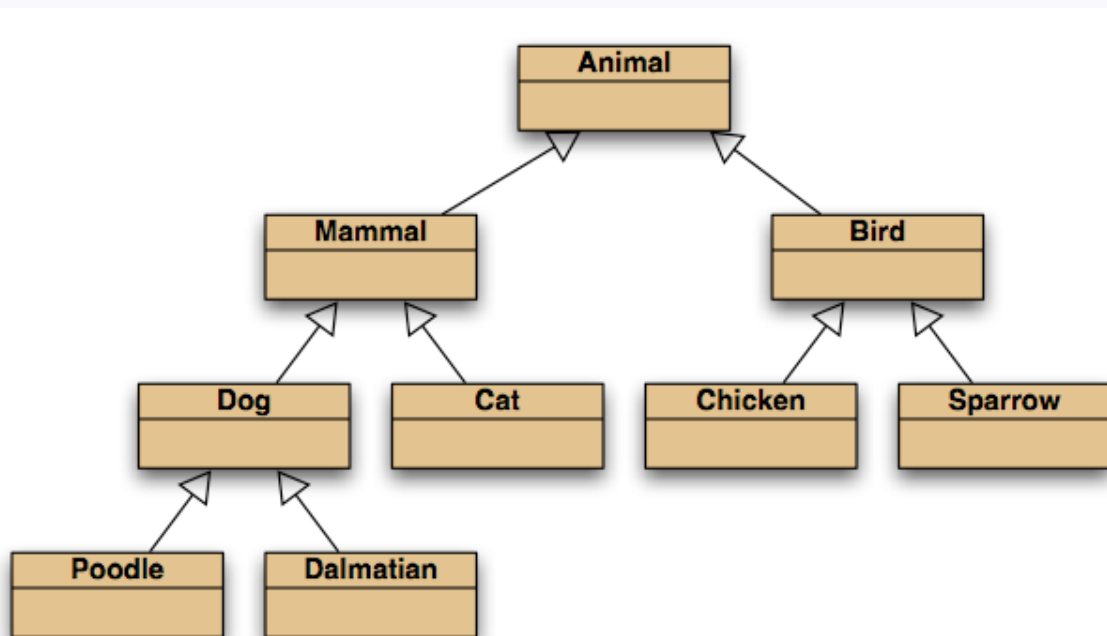 Animal
Mammal
Bird
Dog
Cat
Chicken
Sparrow
Poodle
Dalmatian